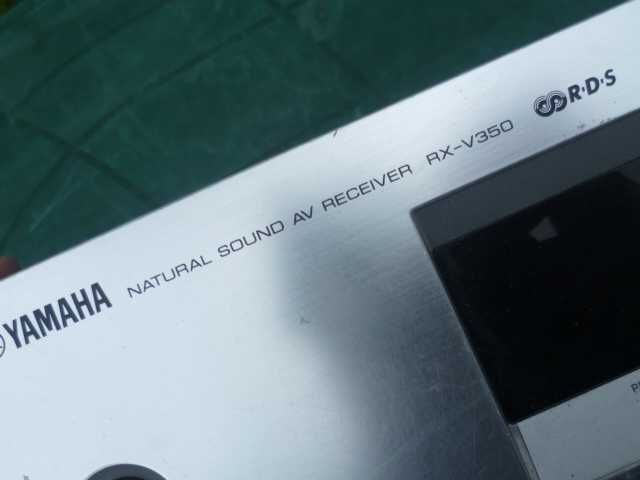 YAMAHA NATURAL SOUND AV RECEIVER RX-V350 R·D·S